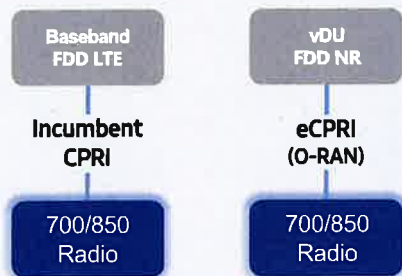 Baseband
FDD LTE
Incumbent
CPRI
700/850
Radio
vDU
FDD NR
eCPRI
(O-RAN)
700/850
Radio